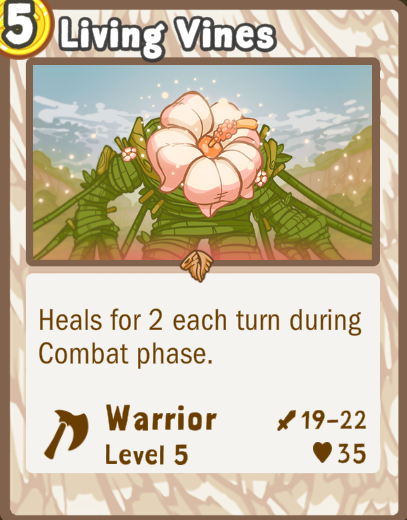 5
Living Vines
Heals for 2 each turn during
Combat phase.
Warrior
19–22
Level 5
35